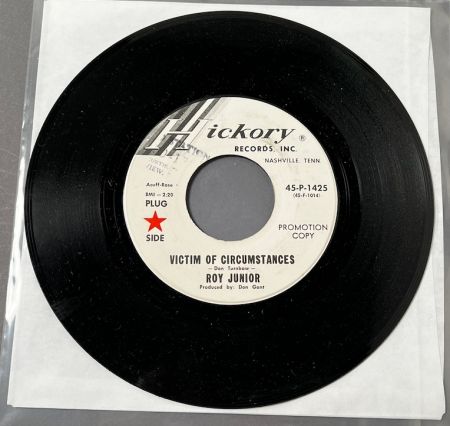 Hickory ®
RECORDS, INC.
NASHVILLE, TENN.
Acuff-Rose
BMI — 2:20
PLUG
SIDE
45-P-1425
(45-F-1014)
PROMOTION
COPY
VICTIM OF CIRCUMSTANCES
— Don Turnbase —
ROY JUNIOR
Produced by: Don Gant